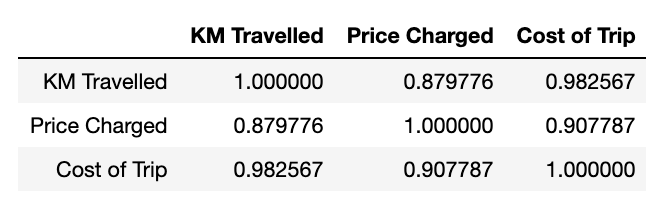 KM Travelled Price Charged Cost of Trip
KM Travelled 1.000000 0.879776 0.982567
Price Charged 0.879776 1.000000 0.907787
Cost of Trip 0.982567 0.907787 1.000000